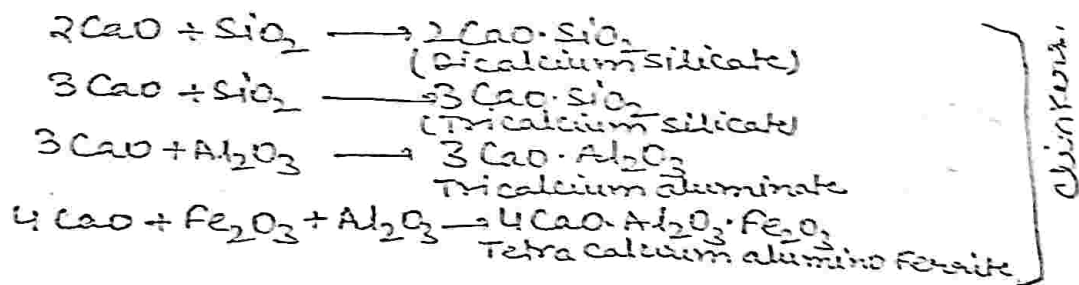 2CaO + SiO₂ → 2CaO·SiO₂
(Dicalcium silicate)
3CaO + SiO₂ → 3CaO·SiO₂
(Tricalcium silicate)
3CaO + Al₂O₃ → 3CaO·Al₂O₃
Tricalcium aluminate
4CaO + Fe₂O₃ + Al₂O₃ → 4CaO·Al₂O₃·Fe₂O₃
Tetra calcium alumino Ferrite